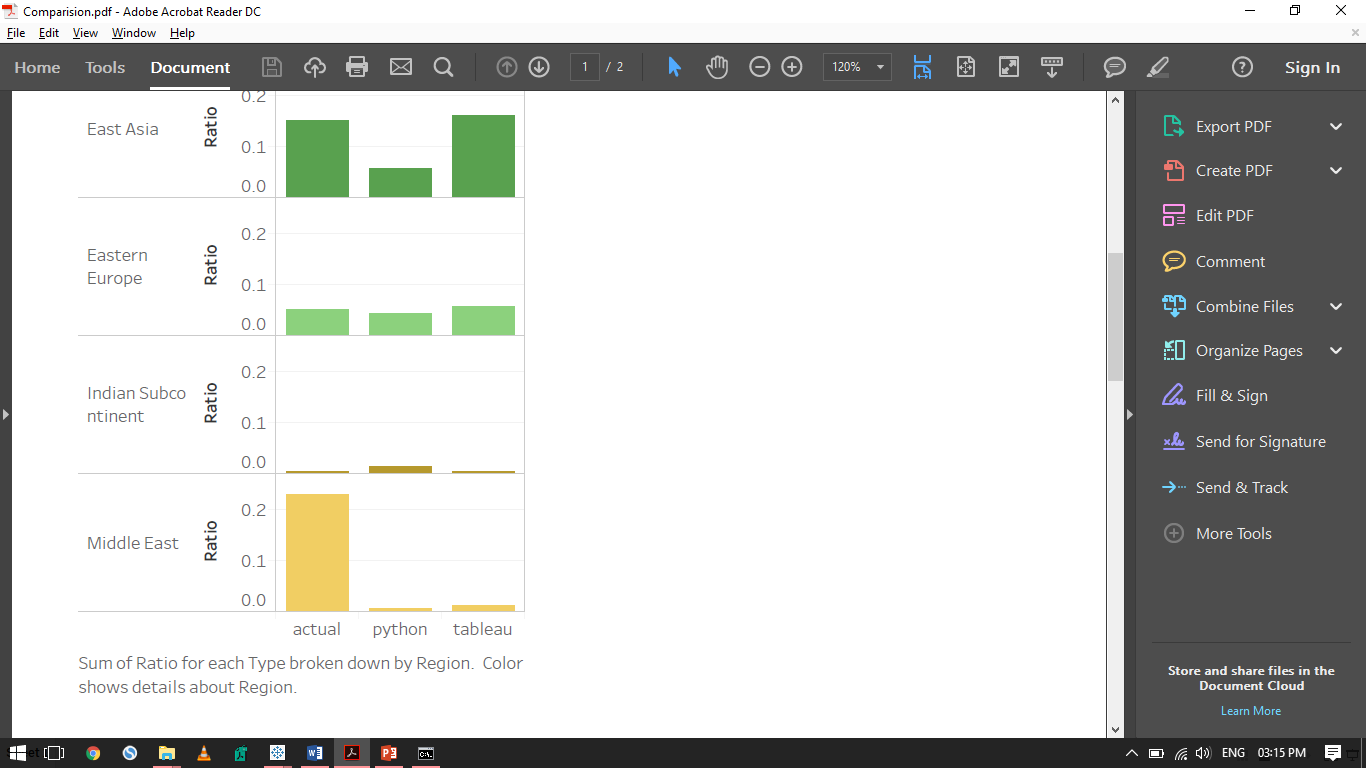 Comparision.pdf - Adobe Acrobat Reader DC
File Edit View Window Help
Home Tools Document 1 / 2 120% Sign In
0.2
East Asia Ratio 0.1
0.0
0.2
Eastern
Europe Ratio 0.1
0.0
0.2
Indian Subco
ntinent Ratio 0.1
0.0
0.2
Middle East Ratio 0.1
0.0
actual python tableau
Sum of Ratio for each Type broken down by Region. Color
shows details about Region.
Export PDF
Create PDF
Edit PDF
Comment
Combine Files
Organize Pages
Fill & Sign
Send for Signature
Send & Track
More Tools
Store and share files in the
Document Cloud
Learn More
ENG 03:15 PM